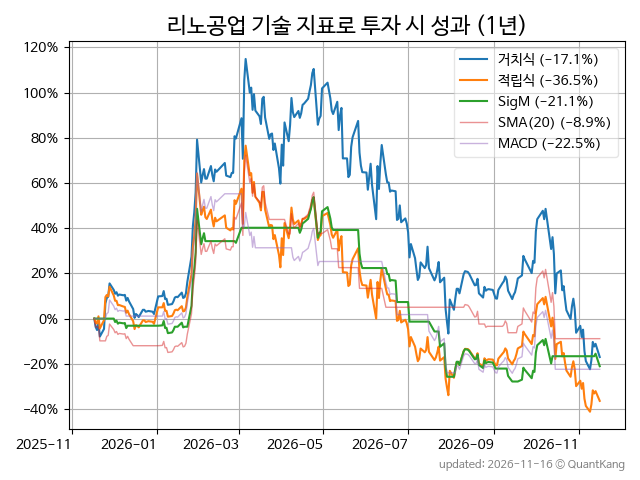 리노공업 기술 지표로 투자 시 성과 (1년)
120%
100%
80%
60%
40%
20%
0%
−20%
−40%
거치식 (−17.1%)
적립식 (−36.5%)
SigM (−21.1%)
SMA(20) (−8.9%)
MACD (−22.5%)
2025-11 2026-01 2026-03 2026-05 2026-07 2026-09 2026-11
updated: 2026-11-16 © QuantKang